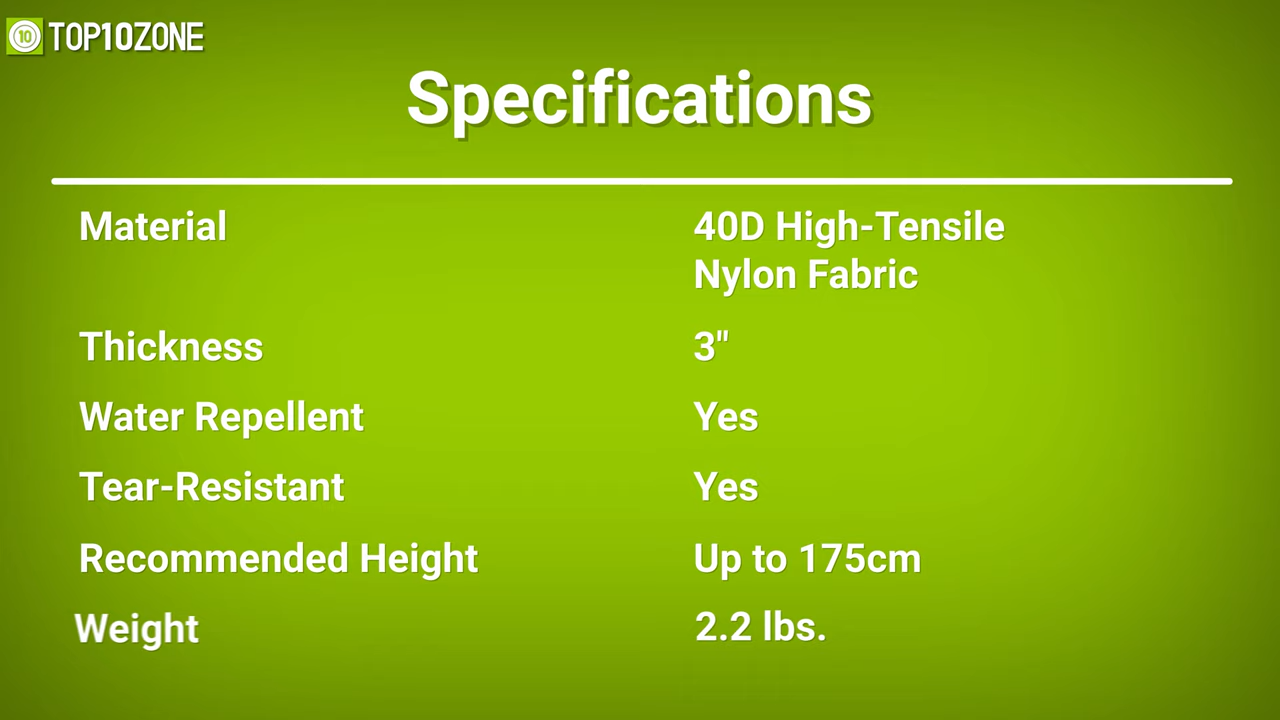 10 TOP10ZONE
Specifications
Material 40D High-Tensile
Nylon Fabric
Thickness 3"
Water Repellent Yes
Tear-Resistant Yes
Recommended Height Up to 175cm
Weight 2.2 lbs.